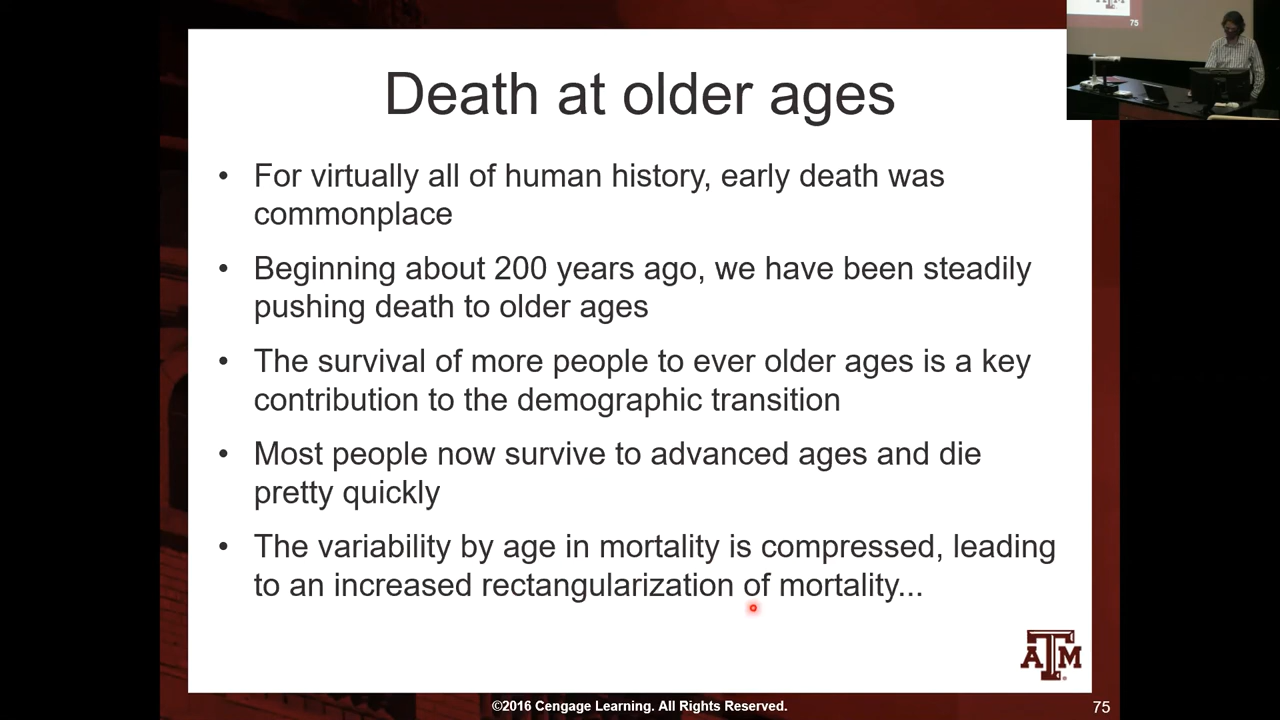 Death at older ages
• For virtually all of human history, early death was
commonplace
• Beginning about 200 years ago, we have been steadily
pushing death to older ages
• The survival of more people to ever older ages is a key
contribution to the demographic transition
• Most people now survive to advanced ages and die
pretty quickly
• The variability by age in mortality is compressed, leading
to an increased rectangularization of mortality...
ATM
©2016 Cengage Learning. All Rights Reserved.
75
75